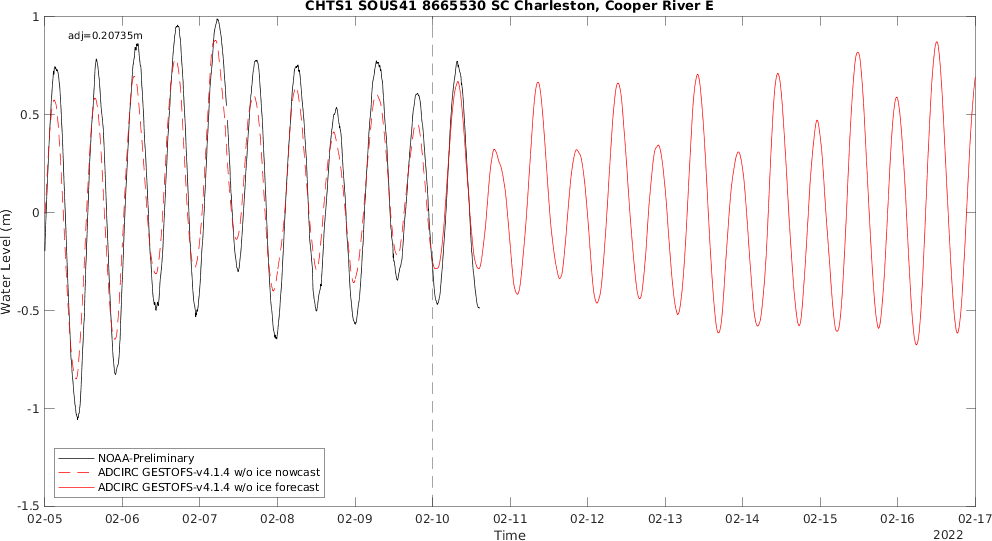 CHTS1 SOUS41 8665530 SC Charleston, Cooper River E
adj=0.20735m
1
0.5
0
-0.5
-1
-1.5
Water Level (m)
NOAA-Preliminary
ADCIRC GESTOFS-v4.1.4 w/o ice nowcast
ADCIRC GESTOFS-v4.1.4 w/o ice forecast
02-05 02-06 02-07 02-08 02-09 02-10 02-11 02-12 02-13 02-14 02-15 02-16 02-17
Time
2022